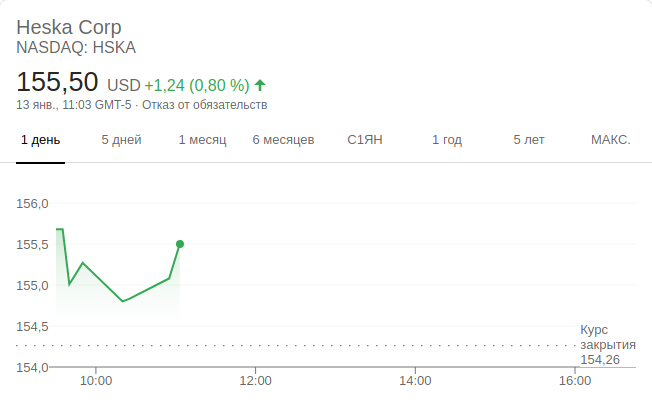 Heska Corp
NASDAQ: HSKA
155,50 USD +1,24 (0,80 %)
13 янв., 11:03 GMT-5 · Отказ от обязательств
1 день 5 дней 1 месяц 6 месяцев С1ЯН 1 год 5 лет МАКС.
156,0
155,5
155,0
154,5
154,0
Курс
закрытия
154,26
10:00 12:00 14:00 16:00